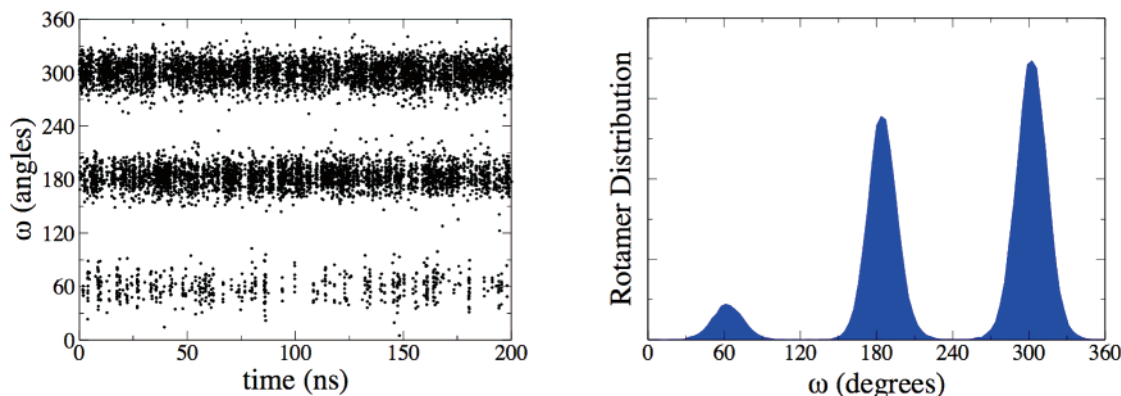 360
300
240
180
120
60
0
ω (angles)
0 50 100 150 200
time (ns)
Rotamer Distribution
0 60 120 180 240 300 360
ω (degrees)